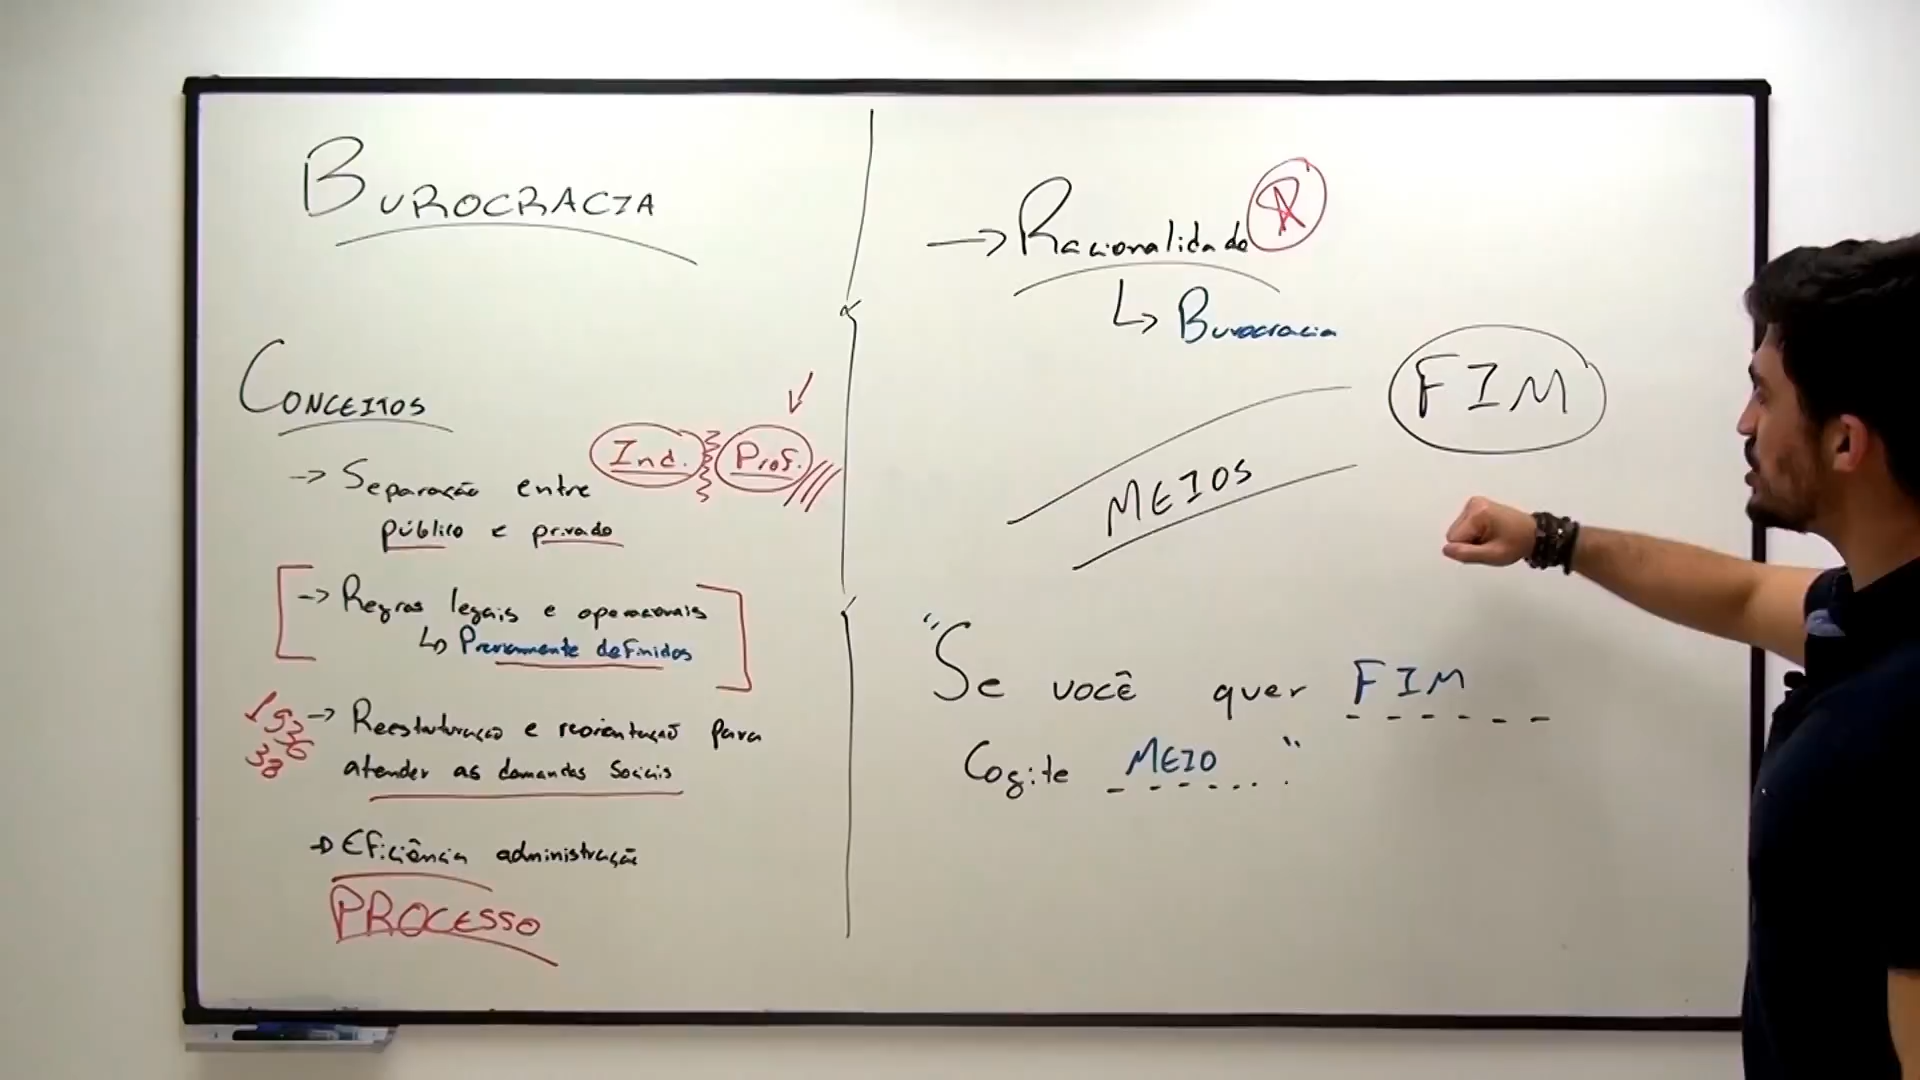 BUROCRACIA
CONCEITOS
Ind. Prof.
-> Separação entre
público e privado
-> Regras legais e operacionais
↳ Previamente definidos
1936
38
-> Reestruturação e reorientação para
atender as demandas sociais
-> Eficiência administração
PROCESSO
-> Racionalidade
↳ Burocracia
FIM
MEIOS
"Se você quer FIM
Cogite MEIO"